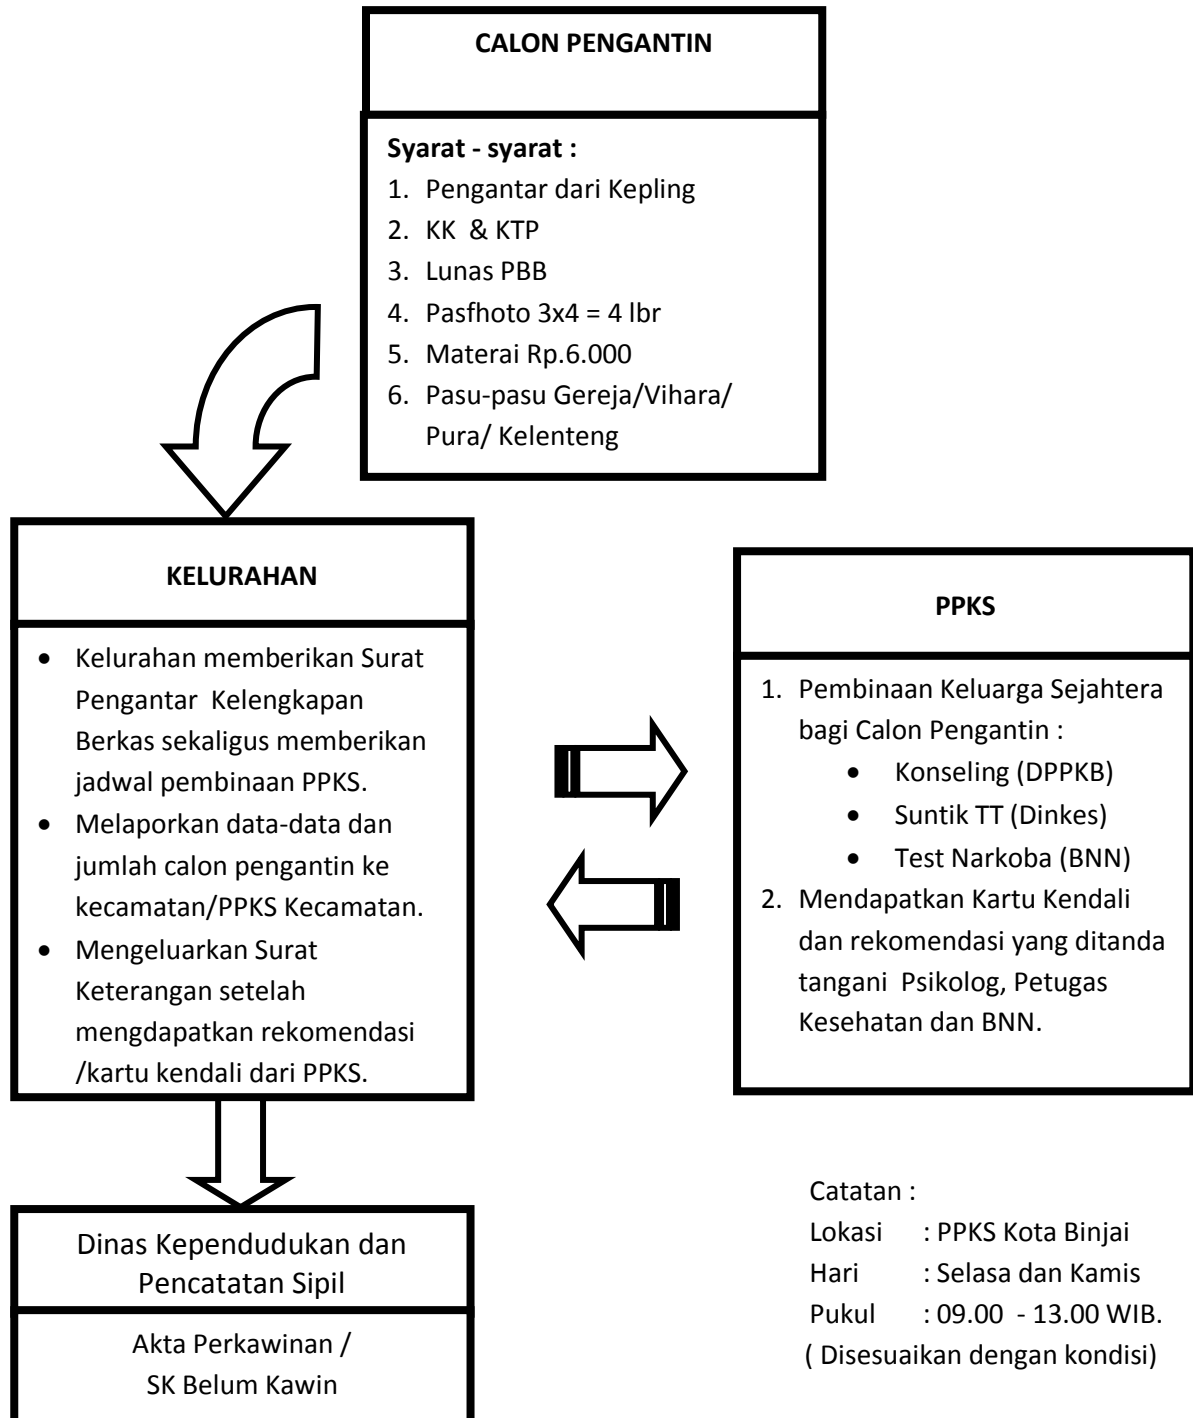 CALON PENGANTIN
Syarat - syarat :
1. Pengantar dari Kepling
2. KK & KTP
3. Lunas PBB
4. Pasfhoto 3x4 = 4 lbr
5. Materai Rp.6.000
6. Pasu-pasu Gereja/Vihara/
Pura/ Kelenteng
KELURAHAN
• Kelurahan memberikan Surat
Pengantar Kelengkapan
Berkas sekaligus memberikan
jadwal pembinaan PPKS.
• Melaporkan data-data dan
jumlah calon pengantin ke
kecamatan/PPKS Kecamatan.
• Mengeluarkan Surat
Keterangan setelah
mengdapatkan rekomendasi
/kartu kendali dari PPKS.
PPKS
1. Pembinaan Keluarga Sejahtera
bagi Calon Pengantin :
• Konseling (DPPKB)
• Suntik TT (Dinkes)
• Test Narkoba (BNN)
2. Mendapatkan Kartu Kendali
dan rekomendasi yang ditanda
tangani Psikolog, Petugas
Kesehatan dan BNN.
Dinas Kependudukan dan
Pencatatan Sipil
Akta Perkawinan /
SK Belum Kawin
Catatan :
Lokasi : PPKS Kota Binjai
Hari : Selasa dan Kamis
Pukul : 09.00 - 13.00 WIB.
( Disesuaikan dengan kondisi)